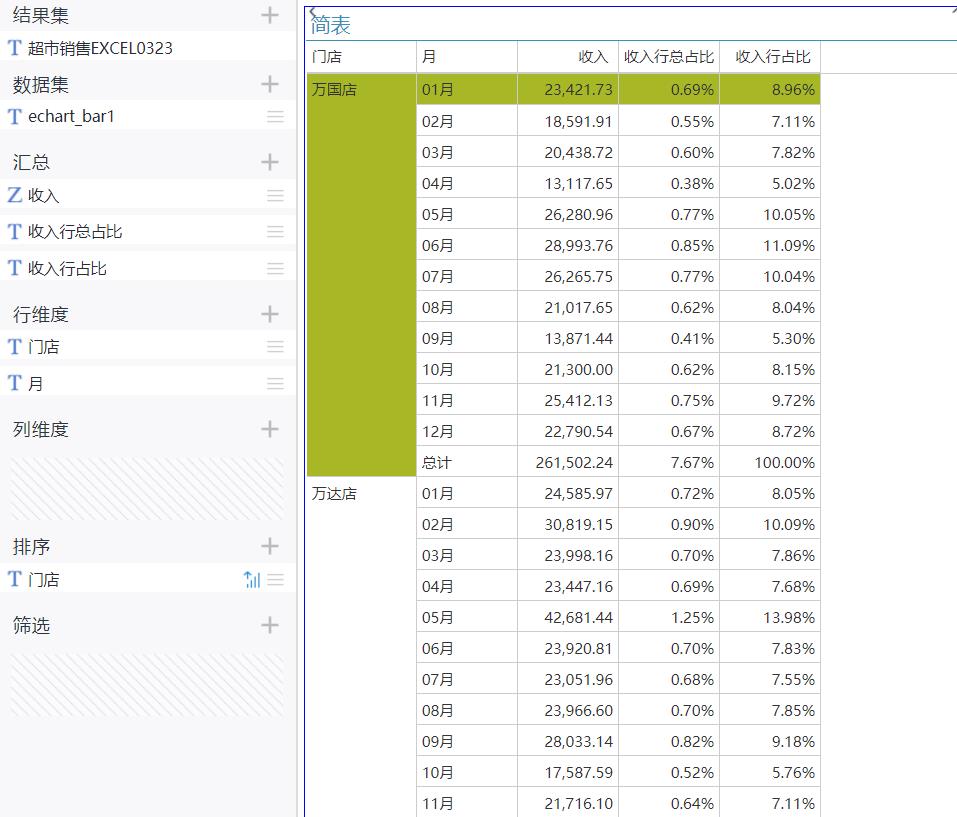 结果集
超市销售EXCEL0323
数据集
echart_bar1
汇总
收入
收入行总占比
收入行占比
行维度
门店
月
列维度
排序
门店
筛选
简表
门店 月 收入 收入行总占比 收入行占比
万国店 01月 23,421.73 0.69% 8.96%
02月 18,591.91 0.55% 7.11%
03月 20,438.72 0.60% 7.82%
04月 13,117.65 0.38% 5.02%
05月 26,280.96 0.77% 10.05%
06月 28,993.76 0.85% 11.09%
07月 26,265.75 0.77% 10.04%
08月 21,017.65 0.62% 8.04%
09月 13,871.44 0.41% 5.30%
10月 21,300.00 0.62% 8.15%
11月 25,412.13 0.75% 9.72%
12月 22,790.54 0.67% 8.72%
总计 261,502.24 7.67% 100.00%
万达店 01月 24,585.97 0.72% 8.05%
02月 30,819.15 0.90% 10.09%
03月 23,998.16 0.70% 7.86%
04月 23,447.16 0.69% 7.68%
05月 42,681.44 1.25% 13.98%
06月 23,920.81 0.70% 7.83%
07月 23,051.96 0.68% 7.55%
08月 23,966.60 0.70% 7.85%
09月 28,033.14 0.82% 9.18%
10月 17,587.59 0.52% 5.76%
11月 21,716.10 0.64% 7.11%